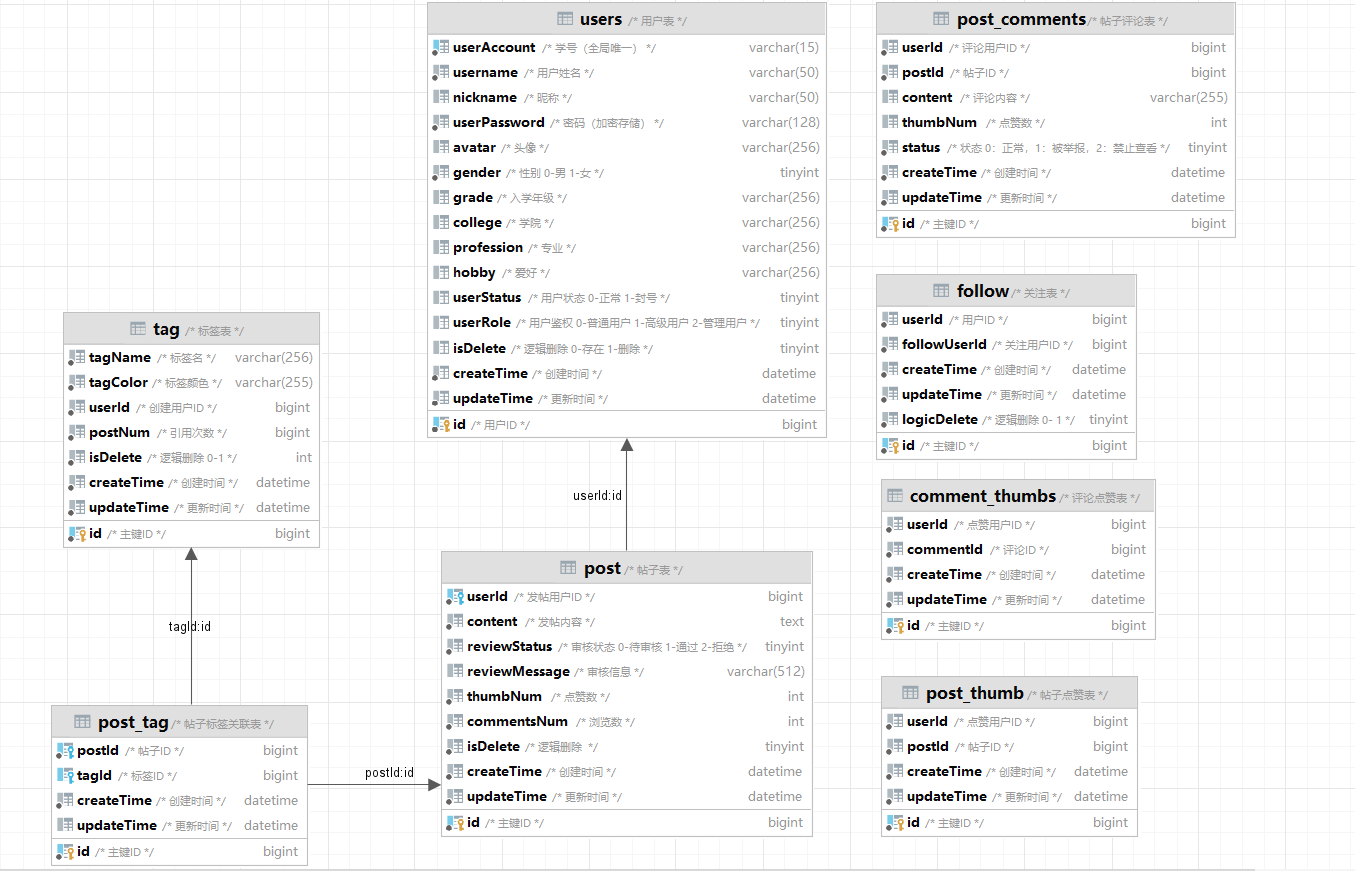 users /* 用户表 */
userAccount /* 学号（全局唯一） */ varchar(15)
username /* 用户姓名 */ varchar(50)
nickname /* 昵称 */ varchar(50)
userPassword /* 密码（加密存储） */ varchar(128)
avatar /* 头像 */ varchar(256)
gender /* 性别 0-男 1-女 */ tinyint
grade /* 入学年级 */ varchar(256)
college /* 学院 */ varchar(256)
profession /* 专业 */ varchar(256)
hobby /* 爱好 */ varchar(256)
userStatus /* 用户状态 0-正常 1-封号 */ tinyint
userRole /* 用户鉴权 0-普通用户 1-高级用户 2-管理用户 */ tinyint
isDelete /* 逻辑删除 0-存在 1-删除 */ tinyint
createTime /* 创建时间 */ datetime
updateTime /* 更新时间 */ datetime
id /* 用户ID */ bigint
post_comments /* 帖子评论表 */
userId /* 评论用户ID */ bigint
postId /* 帖子ID */ bigint
content /* 评论内容 */ varchar(255)
thumbNum /* 点赞数 */ int
status /* 状态 0：正常，1：被举报，2：禁止查看 */ tinyint
createTime /* 创建时间 */ datetime
updateTime /* 更新时间 */ datetime
id /* 主键ID */ bigint
follow /* 关注表 */
userId /* 用户ID */ bigint
followUserId /* 关注用户ID */ bigint
createTime /* 创建时间 */ datetime
updateTime /* 更新时间 */ datetime
logicDelete /* 逻辑删除 0- 1 */ tinyint
id /* 主键ID */ bigint
tag /* 标签表 */
tagName /* 标签名 */ varchar(256)
tagColor /* 标签颜色 */ varchar(255)
userId /* 创建用户ID */ bigint
postNum /* 引用次数 */ bigint
isDelete /* 逻辑删除 0-1 */ int
createTime /* 创建时间 */ datetime
updateTime /* 更新时间 */ datetime
id /* 主键ID */ bigint
userId:id
comment_thumbs /* 评论点赞表 */
userId /* 点赞用户ID */ bigint
commentId /* 评论ID */ bigint
createTime /* 创建时间 */ datetime
updateTime /* 更新时间 */ datetime
id /* 主键ID */ bigint
post /* 帖子表 */
userId /* 发帖用户ID */ bigint
content /* 发帖内容 */ text
reviewStatus /* 审核状态 0-待审核 1-通过 2-拒绝 */ tinyint
reviewMessage /* 审核信息 */ varchar(512)
thumbNum /* 点赞数 */ int
commentsNum /* 浏览数 */ int
isDelete /* 逻辑删除 */ tinyint
createTime /* 创建时间 */ datetime
updateTime /* 更新时间 */ datetime
id /* 主键ID */ bigint
tagId:id
post_tag /* 帖子标签关联表 */
postId /* 帖子ID */ bigint
tagId /* 标签ID */ bigint
createTime /* 创建时间 */ datetime
updateTime /* 更新时间 */ datetime
id /* 主键ID */ bigint
postId:id
post_thumb /* 帖子点赞表 */
userId /* 点赞用户ID */ bigint
postId /* 帖子ID */ bigint
createTime /* 创建时间 */ datetime
updateTime /* 更新时间 */ datetime
id /* 主键ID */ bigint